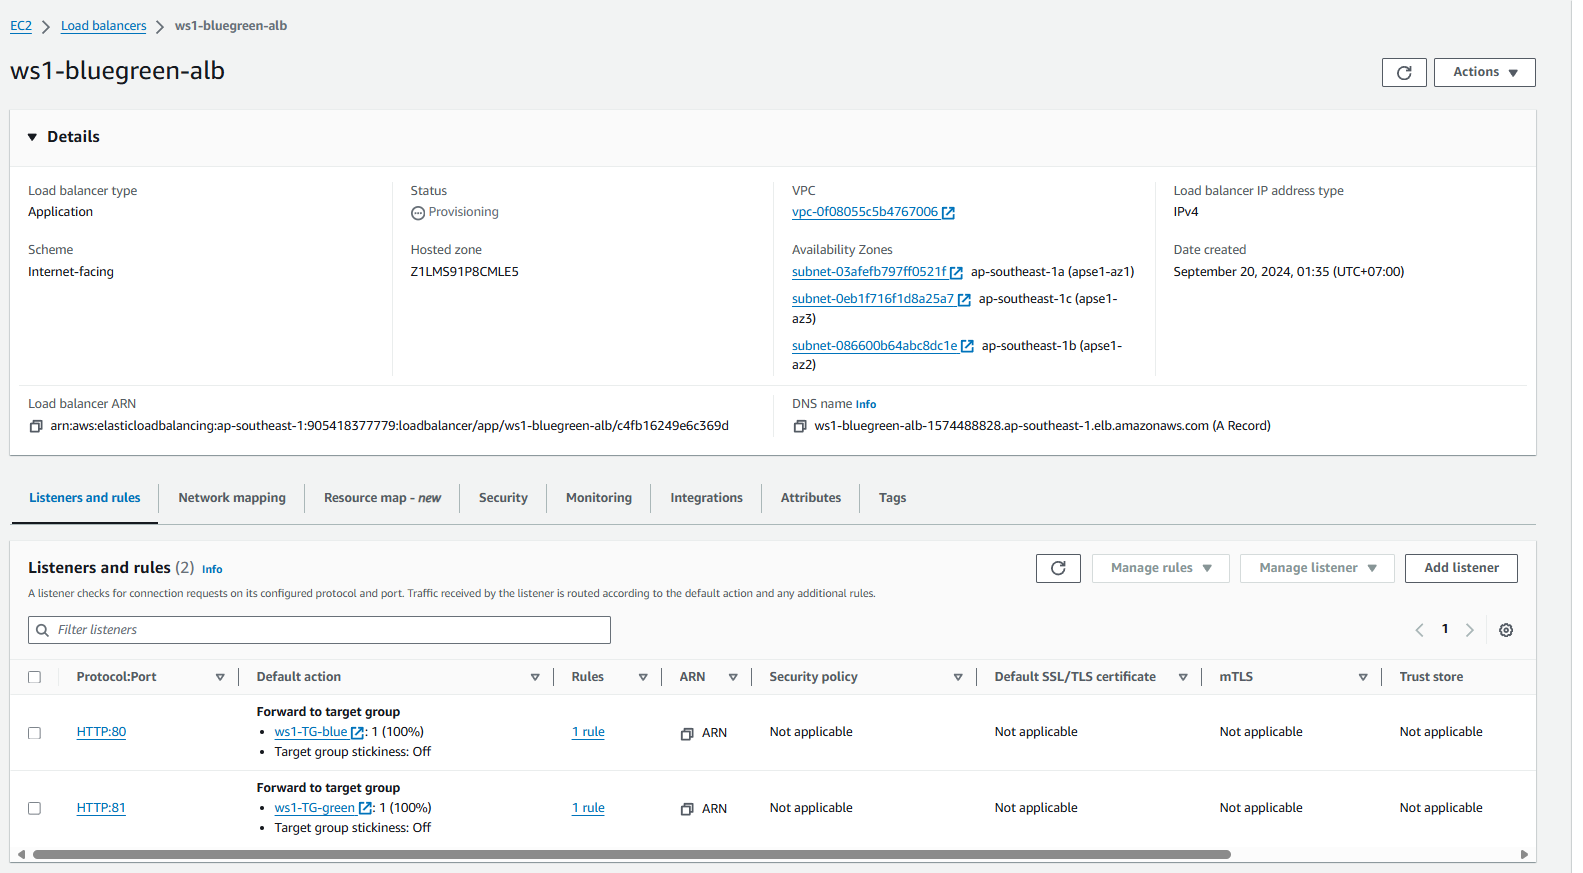 EC2 > Load balancers > ws1-bluegreen-alb
ws1-bluegreen-alb
Actions
Details
Load balancer type
Application
Status
Provisioning
VPC
vpc-0f08055c5b4767006
Load balancer IP address type
IPv4
Scheme
Internet-facing
Hosted zone
Z1LMS91P8CMLE5
Availability Zones
subnet-03afefb797ff0521f ap-southeast-1a (apse1-az1)
subnet-0eb1f716f1d8a25a7 ap-southeast-1c (apse1-
az3)
subnet-086600b64abc8dc1e ap-southeast-1b (apse1-
az2)
Date created
September 20, 2024, 01:35 (UTC+07:00)
Load balancer ARN
arn:aws:elasticloadbalancing:ap-southeast-1:905418377779:loadbalancer/app/ws1-bluegreen-alb/c4fb16249e6c369d
DNS name Info
ws1-bluegreen-alb-1574488828.ap-southeast-1.elb.amazonaws.com (A Record)
Listeners and rules
Network mapping
Resource map - new
Security
Monitoring
Integrations
Attributes
Tags
Listeners and rules (2) Info
Manage rules
Manage listener
Add listener
A listener checks for connection requests on its configured protocol and port. Traffic received by the listener is routed according to the default action and any additional rules.
Filter listeners
1
Protocol:Port
Default action
Rules
ARN
Security policy
Default SSL/TLS certificate
mTLS
Trust store
HTTP:80
Forward to target group
• ws1-TG-blue : 1 (100%)
• Target group stickiness: Off
1 rule
ARN
Not applicable
Not applicable
Not applicable
Not applicable
HTTP:81
Forward to target group
• ws1-TG-green : 1 (100%)
• Target group stickiness: Off
1 rule
ARN
Not applicable
Not applicable
Not applicable
Not applicable